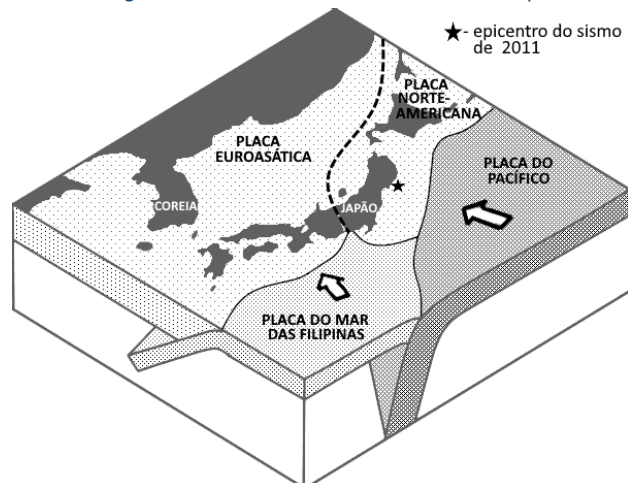 ★- epicentro do sismo
de 2011
PLACA
NORTE-
AMERICANA
PLACA
EUROASÁTICA
PLACA DO
PACÍFICO
COREIA
JAPÃO
PLACA DO MAR
DAS FILIPINAS